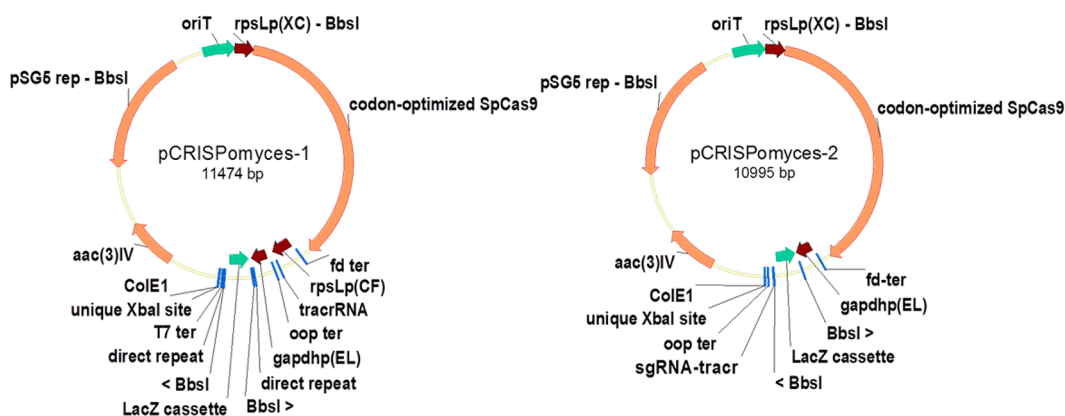 oriT
rpsLp(XC) - BbsI
pSG5 rep - BbsI
codon-optimized SpCas9
pCRISPomyces-1
11474 bp
aac(3)IV
ColE1
unique XbaI site
T7 ter
direct repeat
< BbsI
LacZ cassette
fd ter
rpsLp(CF)
tracrRNA
oop ter
gapdhp(EL)
direct repeat
BbsI >
oriT
rpsLp(XC) - BbsI
pSG5 rep - BbsI
codon-optimized SpCas9
pCRISPomyces-2
10995 bp
aac(3)IV
ColE1
unique XbaI site
oop ter
sgRNA-tracr
fd-ter
gapdhp(EL)
BbsI >
LacZ cassette
< BbsI